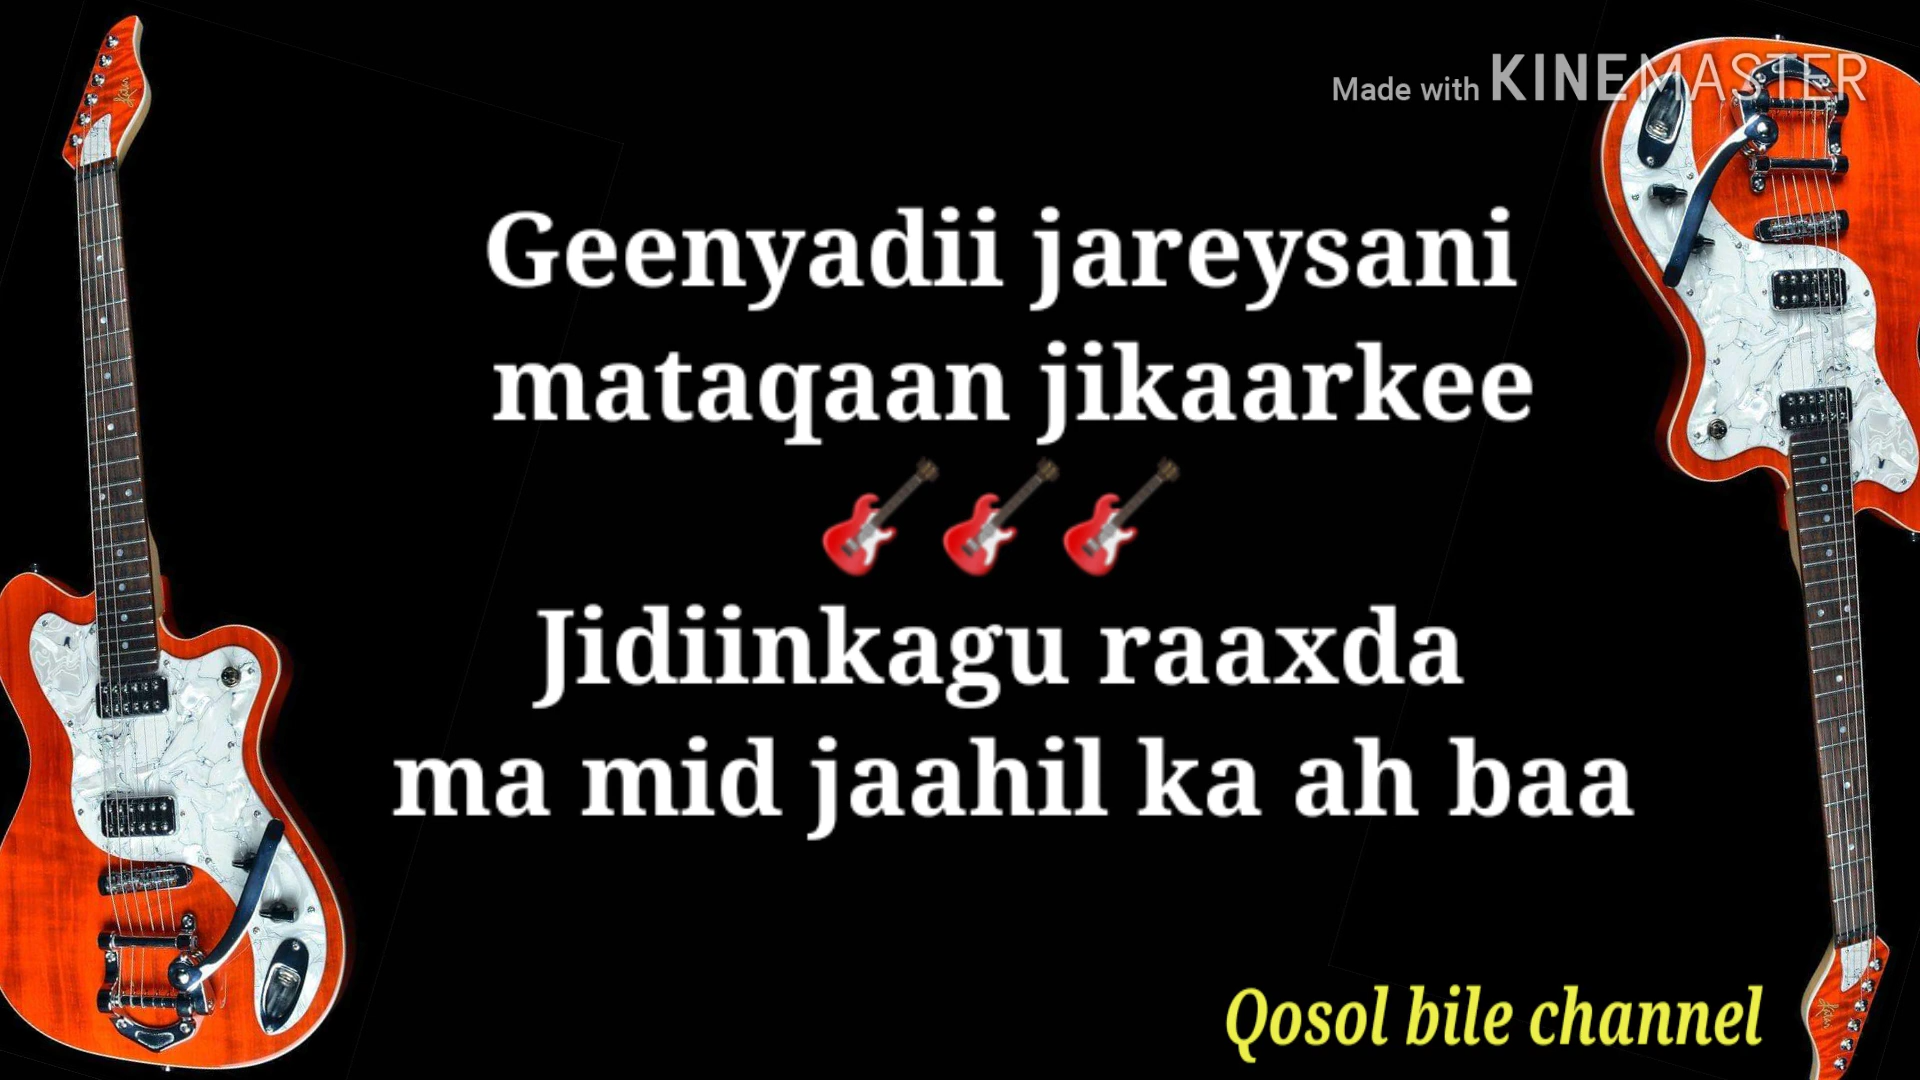 Made with KINEMASTER
Geenyadii jareysani
mataqaan jikaarkee
🎸🎸🎸
Jidiinkagu raaxda
ma mid jaahil ka ah baa
Qosol bile channel